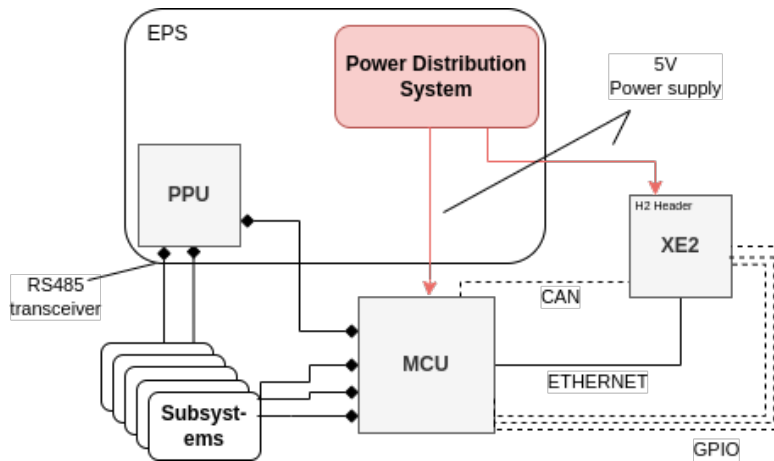 EPS
Power Distribution
System
5V
Power supply
PPU
H2 Header
XE2
RS485
transceiver
CAN
MCU
ETHERNET
Subsyst-
ems
GPIO